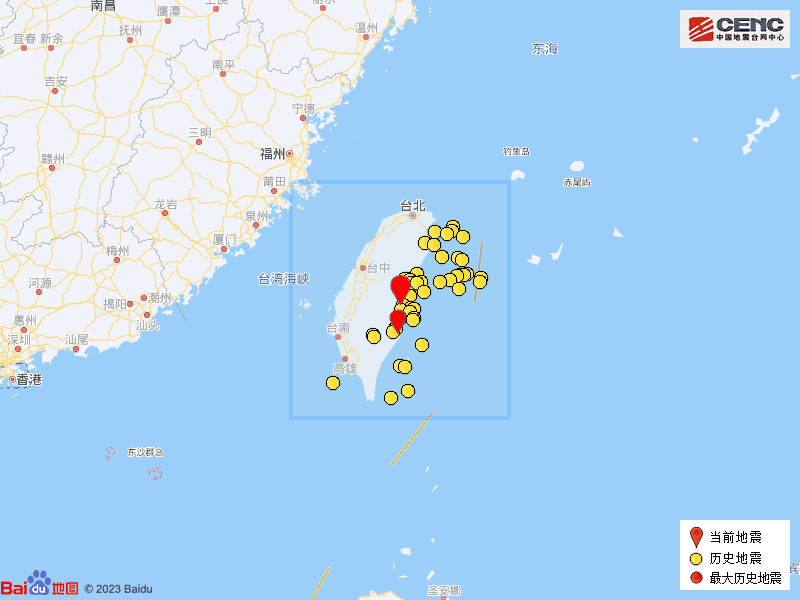 南昌
鹰潭
上饶
丽水
温州
抚州
宜春
新余
吉安
南平
宁德
三明
福州
东海
CENC
中国地震台网中心
钓鱼岛
赤尾屿
赣州
莆田
龙岩
泉州
厦门
台北
台湾海峡
台中
梅州
河源
潮州
揭阳
汕头
惠州
汕尾
深圳
香港
台南
高雄
东沙群岛
当前地震
历史地震
最大历史地震
Bai du 地图
© 2023 Baidu
圣安娜